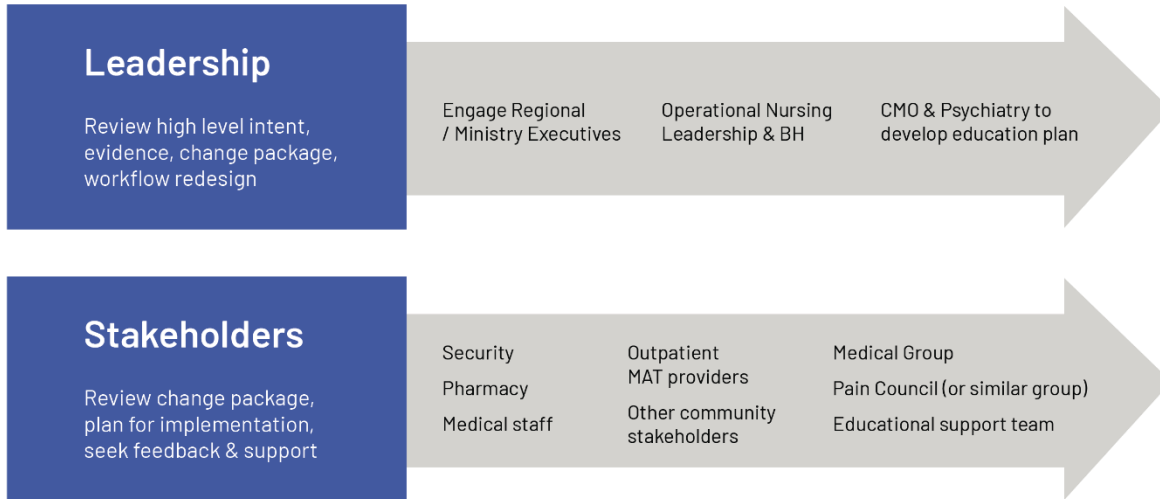 Leadership
Review high level intent,
evidence, change package,
workflow redesign
Engage Regional
/ Ministry Executives
Operational Nursing
Leadership & BH
CMO & Psychiatry to
develop education plan
Stakeholders
Review change package,
plan for implementation,
seek feedback & support
Security
Pharmacy
Medical staff
Outpatient
MAT providers
Other community
stakeholders
Medical Group
Pain Council (or similar group)
Educational support team